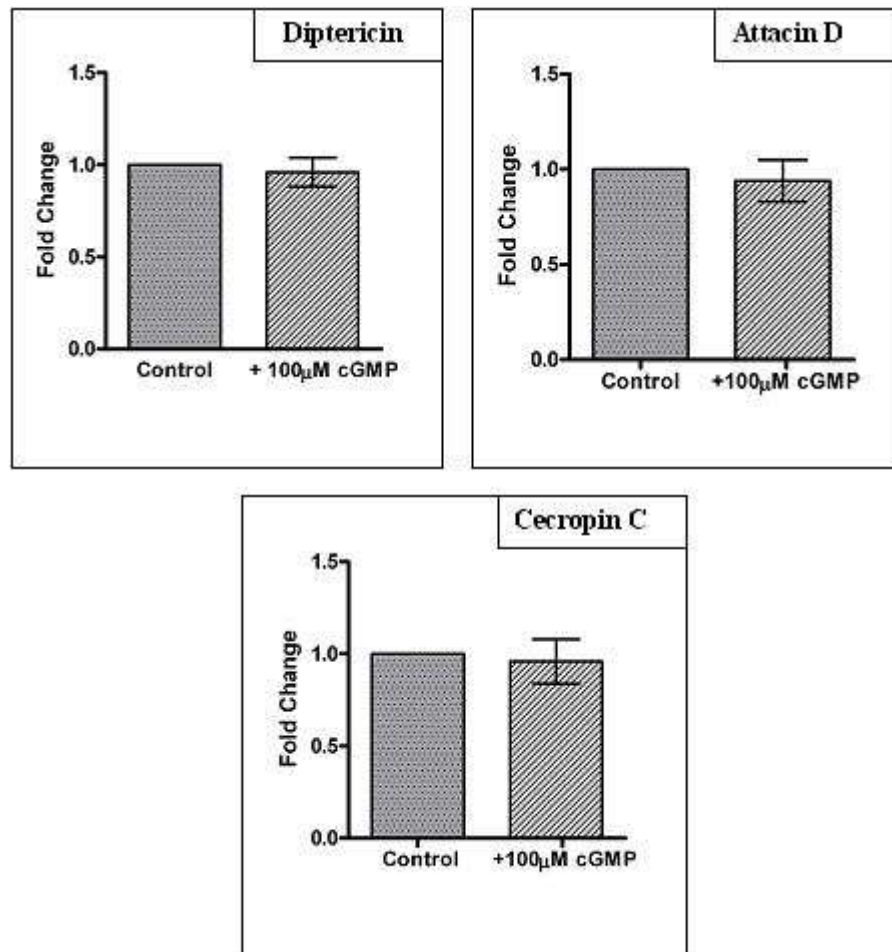 Diptericin
1.5
1.0
0.5
0.0
Fold Change
Control
+ 100μM cGMP
Attacin D
1.5
1.0
0.5
0.0
Fold Change
Control
+100μM cGMP
Cecropin C
1.5
1.0
0.5
0.0
Fold Change
Control
+100μM cGMP